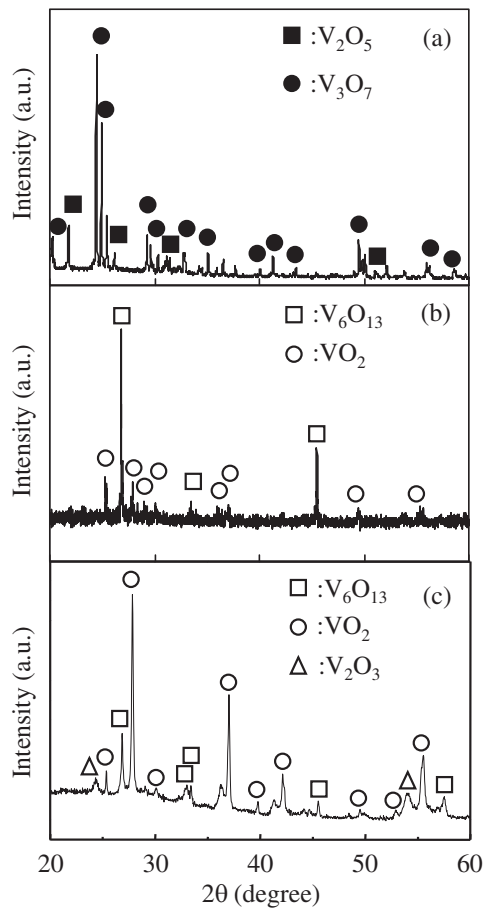 ■ :V₂O₅ (a)
● :V₃O₇
Intensity (a.u.)
□ :V₆O₁₃ (b)
○ :VO₂
Intensity (a.u.)
□ :V₆O₁₃ (c)
○ :VO₂
△ :V₂O₃
Intensity (a.u.)
20 30 40 50 60
2θ (degree)